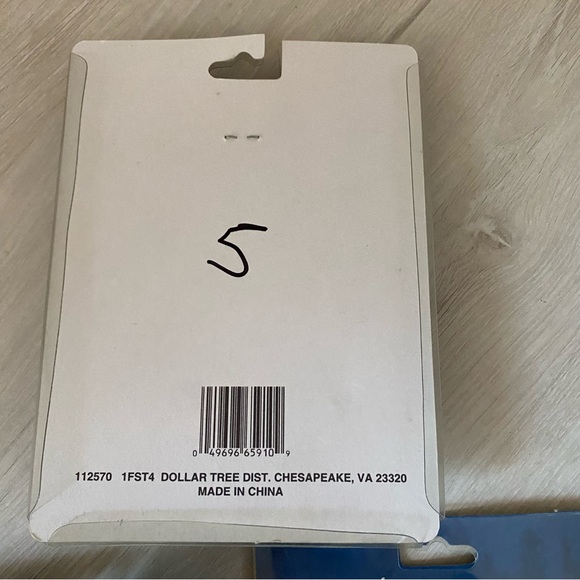 5
0 49696 65910 9
112570 1FST4 DOLLAR TREE DIST. CHESAPEAKE, VA 23320
MADE IN CHINA